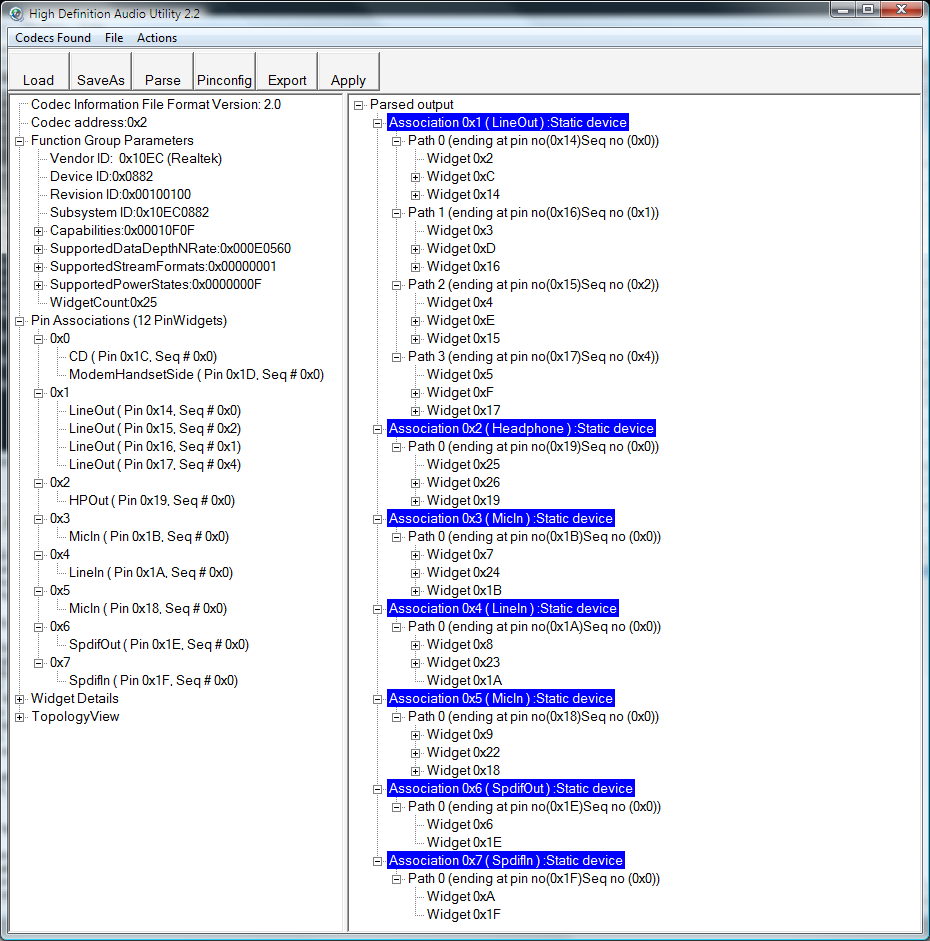 High Definition Audio Utility 2.2
Codecs Found File Actions
Load SaveAs Parse Pinconfig Export Apply
Codec Information File Format Version: 2.0
Codec address:0x2
Function Group Parameters
Vendor ID: 0x10EC (Realtek)
Device ID:0x0882
Revision ID:0x00100100
Subsystem ID:0x10EC0882
Capabilities:0x00010F0F
SupportedDataDepthNRate:0x000E0560
SupportedStreamFormats:0x00000001
SupportedPowerStates:0x0000000F
WidgetCount:0x25
Pin Associations (12 PinWidgets)
0x0
CD ( Pin 0x1C, Seq # 0x0)
ModemHandsetSide ( Pin 0x1D, Seq # 0x0)
0x1
LineOut ( Pin 0x14, Seq # 0x0)
LineOut ( Pin 0x15, Seq # 0x2)
LineOut ( Pin 0x16, Seq # 0x1)
LineOut ( Pin 0x17, Seq # 0x4)
0x2
HPOut ( Pin 0x19, Seq # 0x0)
0x3
MicIn ( Pin 0x1B, Seq # 0x0)
0x4
LineIn ( Pin 0x1A, Seq # 0x0)
0x5
MicIn ( Pin 0x18, Seq # 0x0)
0x6
SpdifOut ( Pin 0x1E, Seq # 0x0)
0x7
SpdifIn ( Pin 0x1F, Seq # 0x0)
Widget Details
TopologyView
Parsed output
Association 0x1 ( LineOut ) :Static device
Path 0 (ending at pin no(0x14)Seq no (0x0))
Widget 0x2
Widget 0xC
Widget 0x14
Path 1 (ending at pin no(0x16)Seq no (0x1))
Widget 0x3
Widget 0xD
Widget 0x16
Path 2 (ending at pin no(0x15)Seq no (0x2))
Widget 0x4
Widget 0xE
Widget 0x15
Path 3 (ending at pin no(0x17)Seq no (0x4))
Widget 0x5
Widget 0xF
Widget 0x17
Association 0x2 ( Headphone ) :Static device
Path 0 (ending at pin no(0x19)Seq no (0x0))
Widget 0x25
Widget 0x26
Widget 0x19
Association 0x3 ( MicIn ) :Static device
Path 0 (ending at pin no(0x1B)Seq no (0x0))
Widget 0x7
Widget 0x24
Widget 0x1B
Association 0x4 ( LineIn ) :Static device
Path 0 (ending at pin no(0x1A)Seq no (0x0))
Widget 0x8
Widget 0x23
Widget 0x1A
Association 0x5 ( MicIn ) :Static device
Path 0 (ending at pin no(0x18)Seq no (0x0))
Widget 0x9
Widget 0x22
Widget 0x18
Association 0x6 ( SpdifOut ) :Static device
Path 0 (ending at pin no(0x1E)Seq no (0x0))
Widget 0x6
Widget 0x1E
Association 0x7 ( SpdifIn ) :Static device
Path 0 (ending at pin no(0x1F)Seq no (0x0))
Widget 0xA
Widget 0x1F